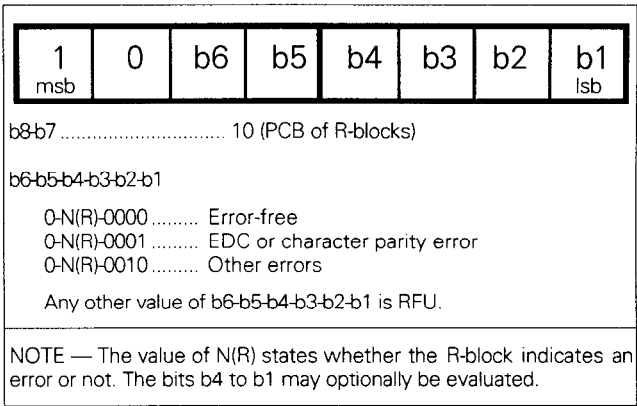 1 0 b6 b5 b4 b3 b2 b1
msb lsb
b8-b7 .............................. 10 (PCB of R-blocks)
b6-b5-b4-b3-b2-b1
0-N(R)-0000 ......... Error-free
0-N(R)-0001 ......... EDC or character parity error
0-N(R)-0010 ......... Other errors
Any other value of b6-b5-b4-b3-b2-b1 is RFU.
NOTE — The value of N(R) states whether the R-block indicates an
error or not. The bits b4 to b1 may optionally be evaluated.